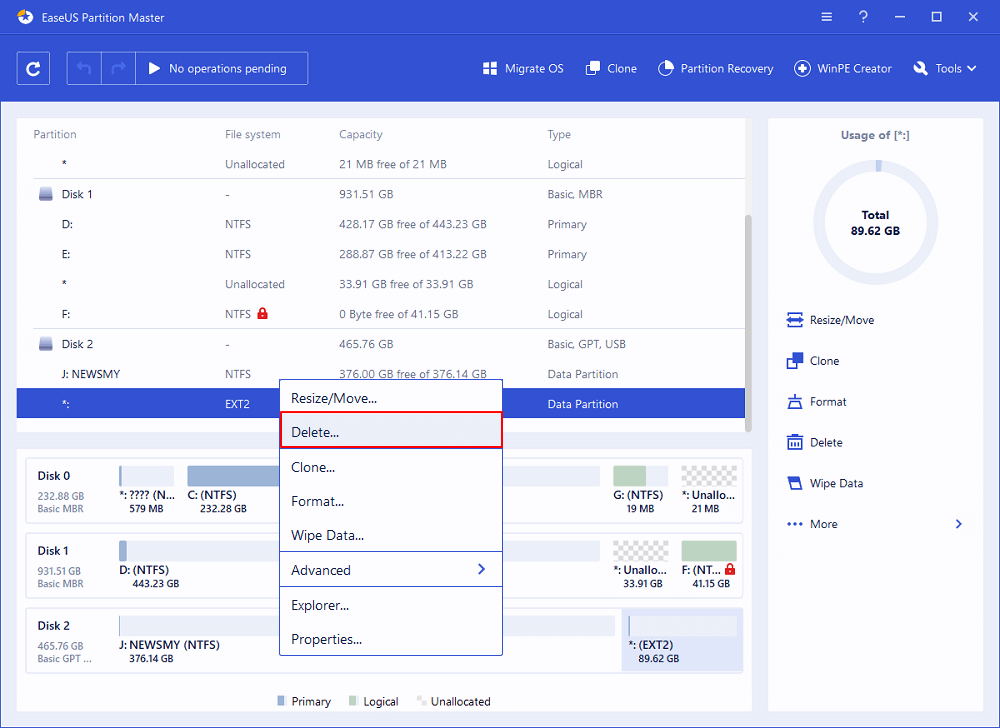 EaseUS Partition Master
No operations pending
Migrate OS
Clone
Partition Recovery
WinPE Creator
Tools
Partition File system Capacity Type
* Unallocated 21 MB free of 21 MB Logical
Disk 1 - 931.51 GB Basic, MBR
D: NTFS 428.17 GB free of 443.23 GB Primary
E: NTFS 288.87 GB free of 413.22 GB Primary
* Unallocated 33.91 GB free of 33.91 GB Logical
F: NTFS 0 Byte free of 41.15 GB Logical
Disk 2 - 465.76 GB Basic, GPT, USB
J: NEWSMY NTFS 376.00 GB free of 376.14 GB Data Partition
*: EXT2 Data Partition
Resize/Move...
Delete...
Clone...
Format...
Wipe Data...
Advanced
Explorer...
Properties...
Disk 0
232.88 GB
Basic MBR
*: ???? (N...
579 MB
C: (NTFS)
232.28 GB
G: (NTFS)
19 MB
*: Unallo...
21 MB
Disk 1
931.51 GB
Basic MBR
D: (NTFS)
443.23 GB
*: Unallo...
33.91 GB
F: (NT...
41.15 GB
Disk 2
465.76 GB
Basic GPT ...
J: NEWSMY (NTFS)
376.14 GB
*: (EXT2)
89.62 GB
Primary
Logical
Unallocated
Usage of [*:]
Total
89.62 GB
Resize/Move
Clone
Format
Delete
Wipe Data
More